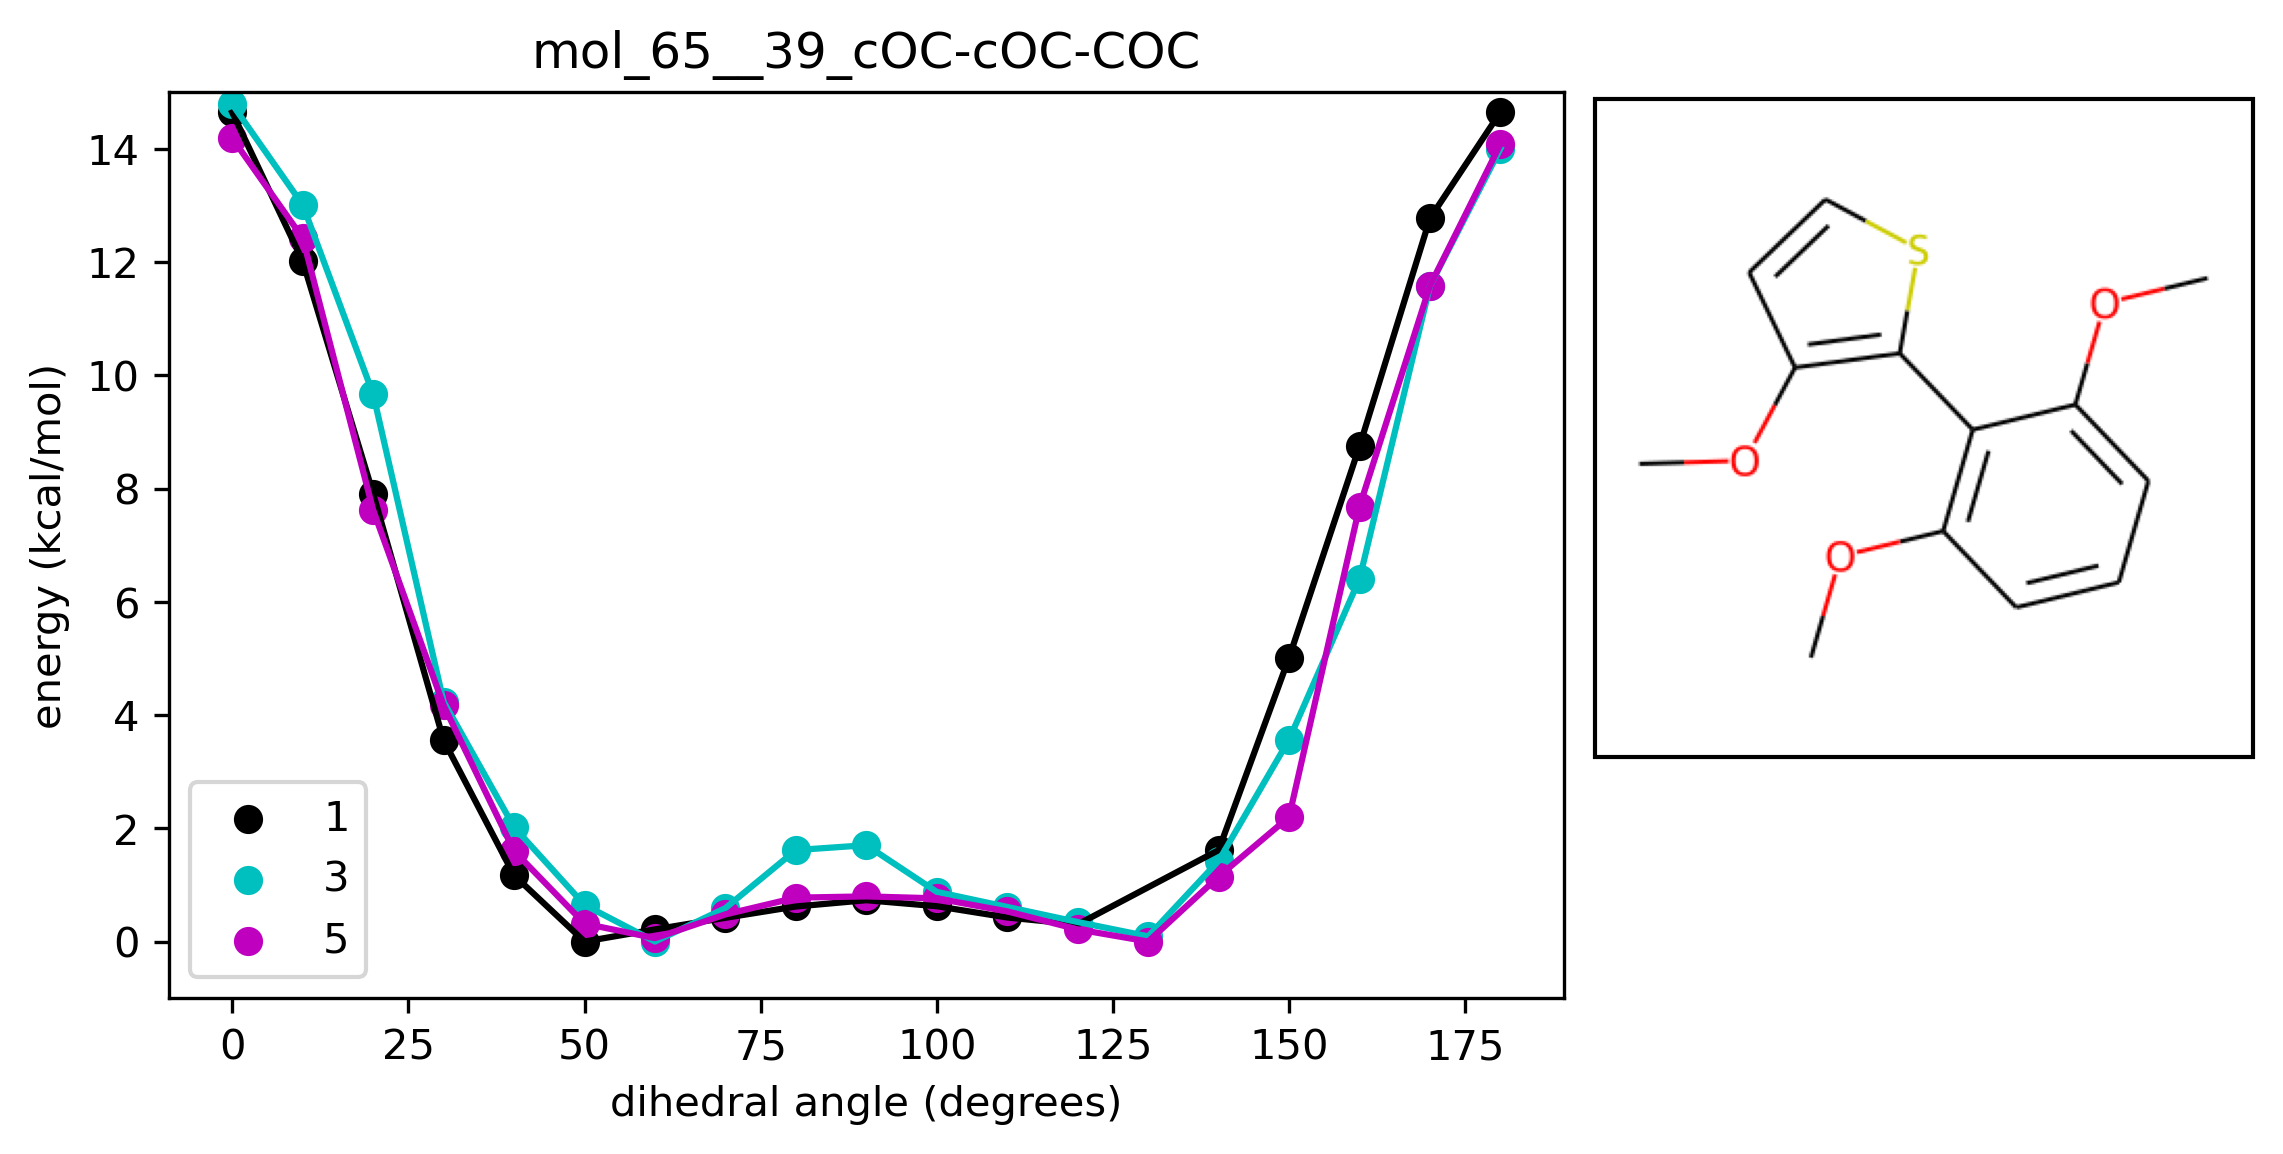 mol_65__39_cOC-cOC-COC
energy (kcal/mol)
14
12
10
8
6
4
2
0
1
3
5
0 25 50 75 100 125 150 175
dihedral angle (degrees)
S
O
O
O